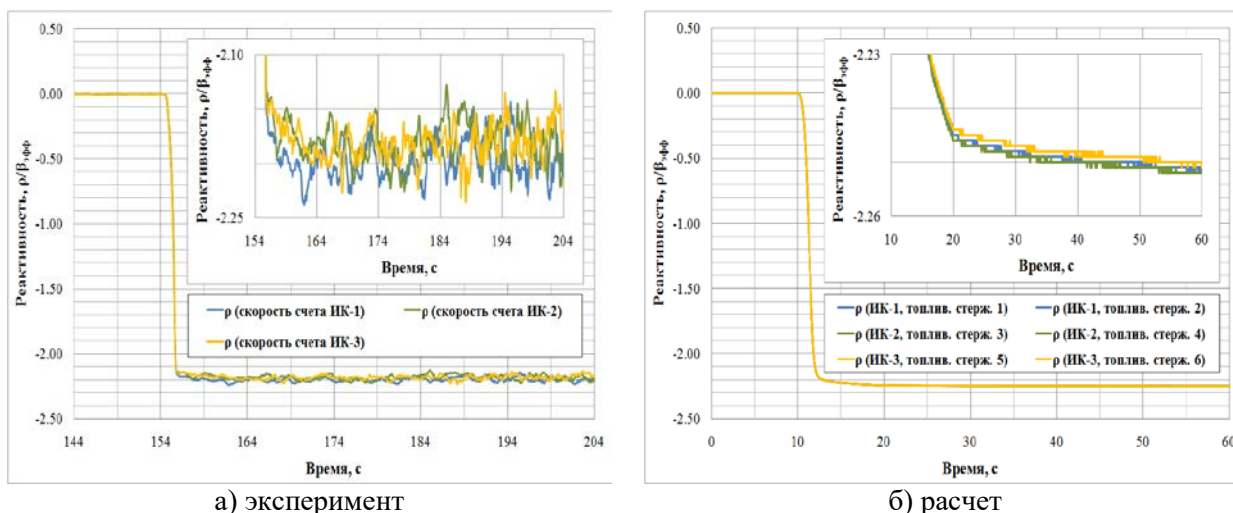 0.50
0.00
-0.50
-1.00
-1.50
-2.00
-2.50
Реактивность, ρ/βэфф
144 154 164 174 184 194 204
Время, с
-2.10
-2.25
Реактивность, ρ/βэфф
154 164 174 184 194 204
Время, с
ρ (скорость счета ИК-1) ρ (скорость счета ИК-2)
ρ (скорость счета ИК-3)
а) эксперимент
0.50
0.00
-0.50
-1.00
-1.50
-2.00
-2.50
Реактивность, ρ/βэфф
0 10 20 30 40 50 60
Время, с
-2.23
-2.26
Реактивность, ρ/βэфф
10 20 30 40 50 60
Время, с
ρ (ИК-1, топлив. стерж. 1) ρ (ИК-1, топлив. стерж. 2)
ρ (ИК-2, топлив. стерж. 3) ρ (ИК-2, топлив. стерж. 4)
ρ (ИК-3, топлив. стерж. 5) ρ (ИК-3, топлив. стерж. 6)
б) расчет